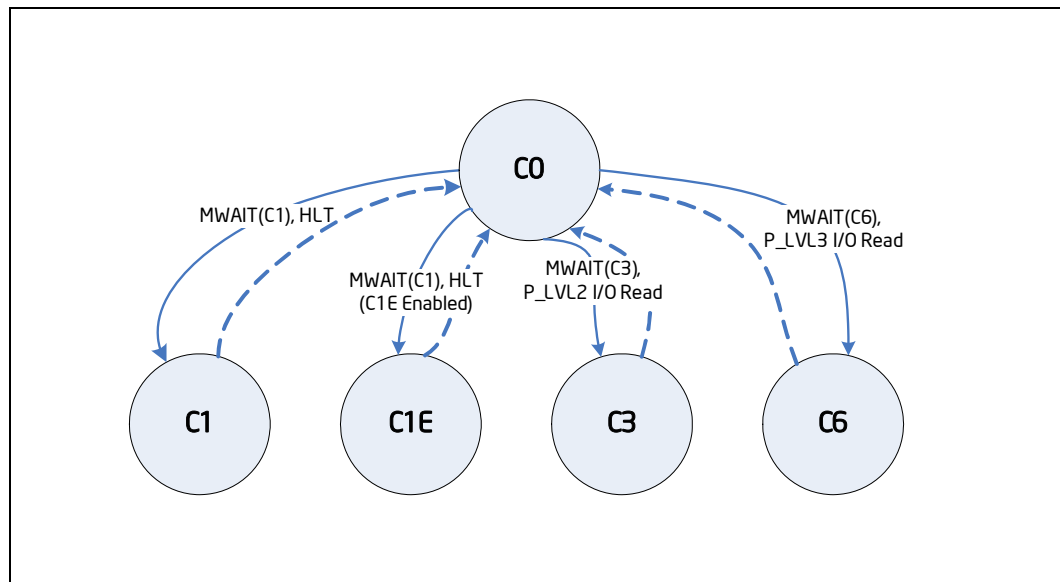 C0
MWAIT(C1), HLT
MWAIT(C1), HLT
(C1E Enabled)
MWAIT(C3),
P_LVL2 I/O Read
MWAIT(C6),
P_LVL3 I/O Read
C1
C1E
C3
C6